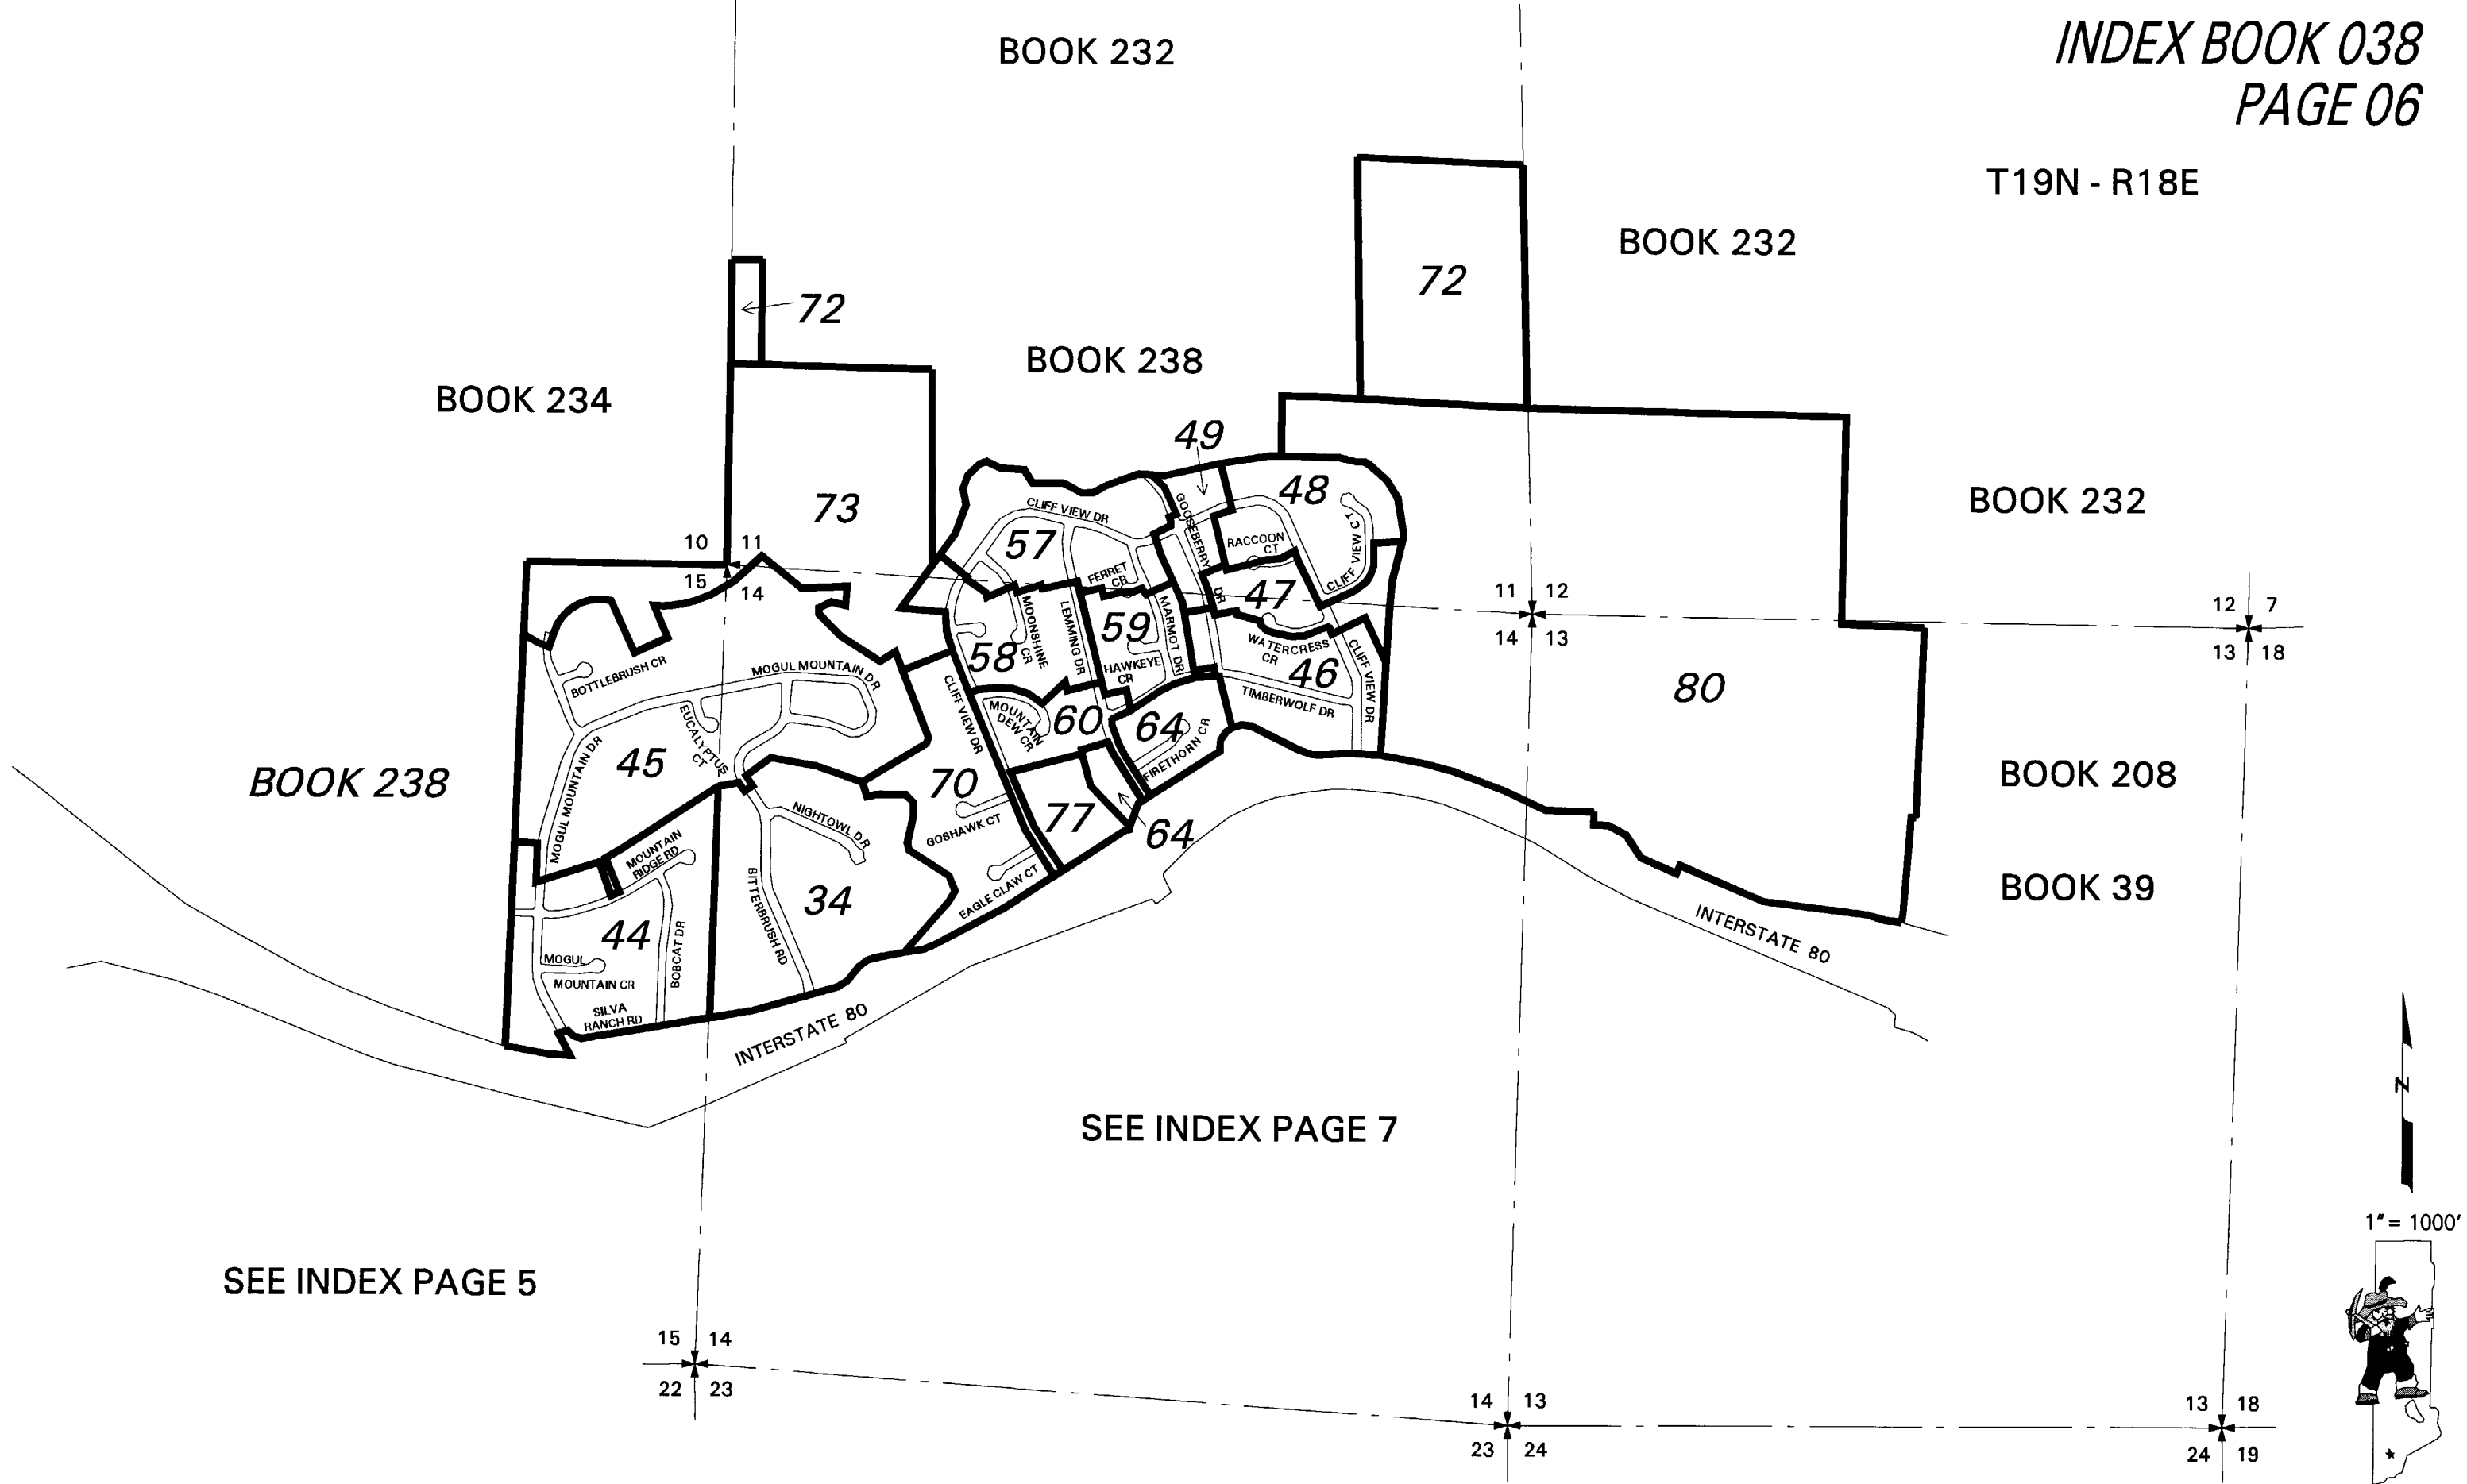 INDEX BOOK 038
PAGE 06
T19N - R18E
BOOK 232
BOOK 232
72
72
BOOK 238
BOOK 234
49
48
BOOK 232
73
CLIFF VIEW DR
GOOSEBERRY
DR
57
RACCOON
CT
CLIFF VIEW CT
10 11
15 14
FERRET
CR
47
11 12
14 13
12 7
13 18
MOONSHINE
CR
LEMMING DR
59
MARMOT DR
WATERCRESS
CR
58
HAWKEYE
CR
46
CLIFF VIEW DR
80
BOTTLEBRUSH CR
MOGUL MOUNTAIN DR
CLIFF VIEW DR
TIMBERWOLF DR
EUCALYPTUS
CT
MOUNTAIN
DEW CR
60
64
FIRETHORN CR
45
MOGUL MOUNTAIN DR
BOOK 238
70
BOOK 208
NIGHTOWL DR
GOSHAWK CT
77
64
MOUNTAIN
RIDGE RD
BITTERBRUSH RD
34
EAGLE CLAW CT
BOOK 39
44
BOBCAT DR
INTERSTATE 80
MOGUL
MOUNTAIN CR
SILVA
RANCH RD
INTERSTATE 80
N
SEE INDEX PAGE 7
1" = 1000'
SEE INDEX PAGE 5
15 14
22 23
14 13
23 24
13 18
24 19